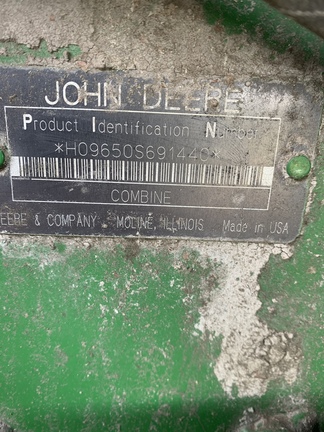 JOHN DEERE
Product Identification Number
*H09650S691440*
COMBINE
DEERE & COMPANY MOLINE, ILLINOIS Made in USA